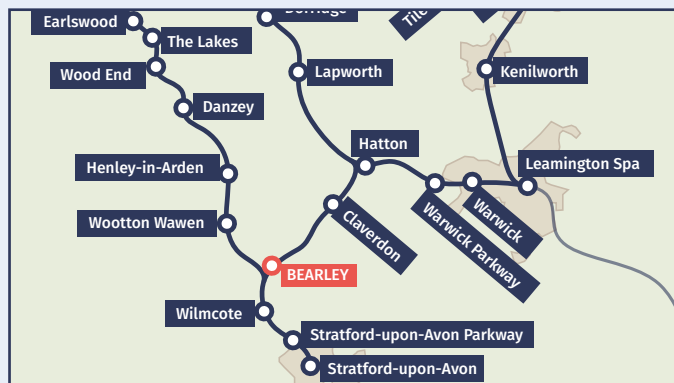 Earlswood
The Lakes
Wood End
Danzey
Lapworth
Kenilworth
Hatton
Henley-in-Arden
Leamington Spa
Wootton Wawen
Claverdon
Warwick
Warwick Parkway
BEARLEY
Wilmcote
Stratford-upon-Avon Parkway
Stratford-upon-Avon